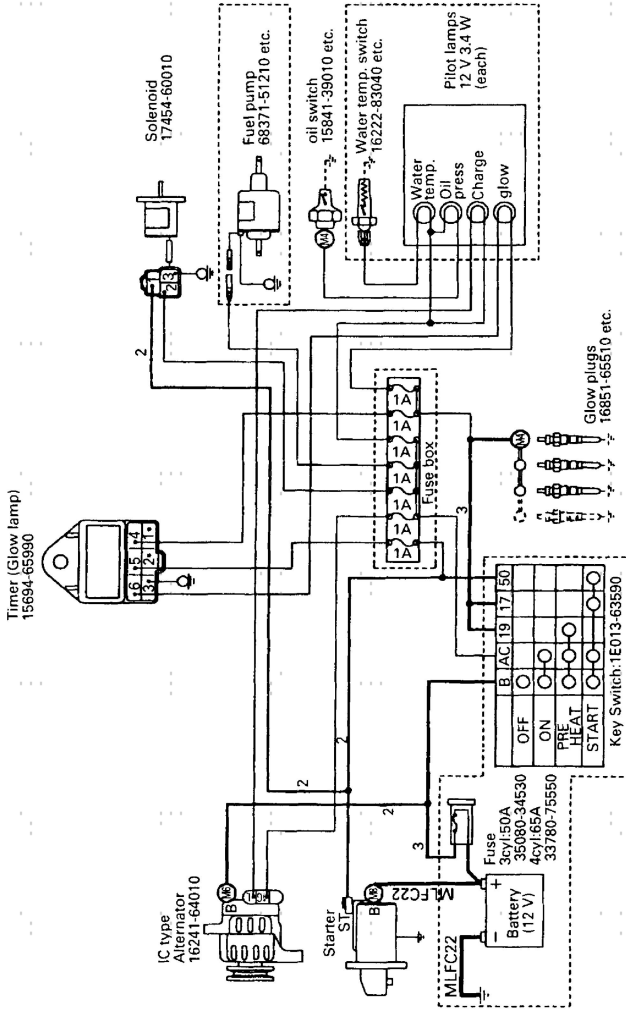 Timer (Glow lamp)
15694-65990
6 5 4
3 2 1
Solenoid
17454-60010
1
2 3
2
Fuel pump
68371-51210 etc.
oil switch
15841-39010 etc.
M4
Water temp. switch
16222-83040 etc.
Pilot lamps
12 V 3.4 W
(each)
Water
temp.
Oil
press
Charge
glow
1A
1A
1A
1A
1A
1A
1A
Fuse box
Glow plugs
16851-65510 etc.
M4
3
IC type
Alternator
16241-64010
M6
B
2
2
2
3
Starter
ST
B
M8
MLFC22
MLFC22
Battery
(12 V)
+
−
Fuse
3cyl:50A
35080-34530
4cyl:65A
33780-75550
B AC 19 17 50
OFF
ON
PRE
HEAT
START
Key Switch:1E013-63590